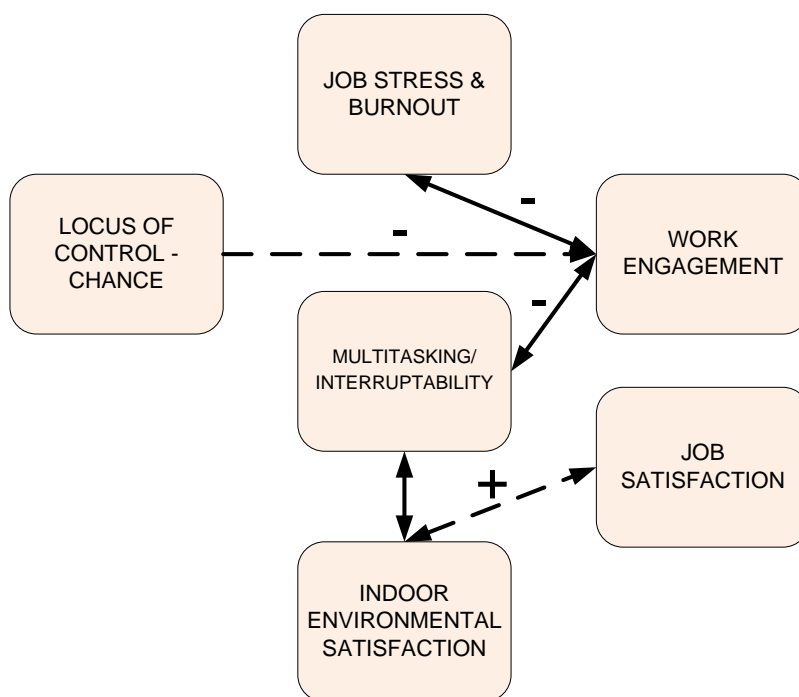 JOB STRESS &
BURNOUT
-
LOCUS OF
CONTROL -
CHANCE
-
WORK
ENGAGEMENT
-
MULTITASKING/
INTERRUPTABILITY
JOB
SATISFACTION
+
INDOOR
ENVIRONMENTAL
SATISFACTION